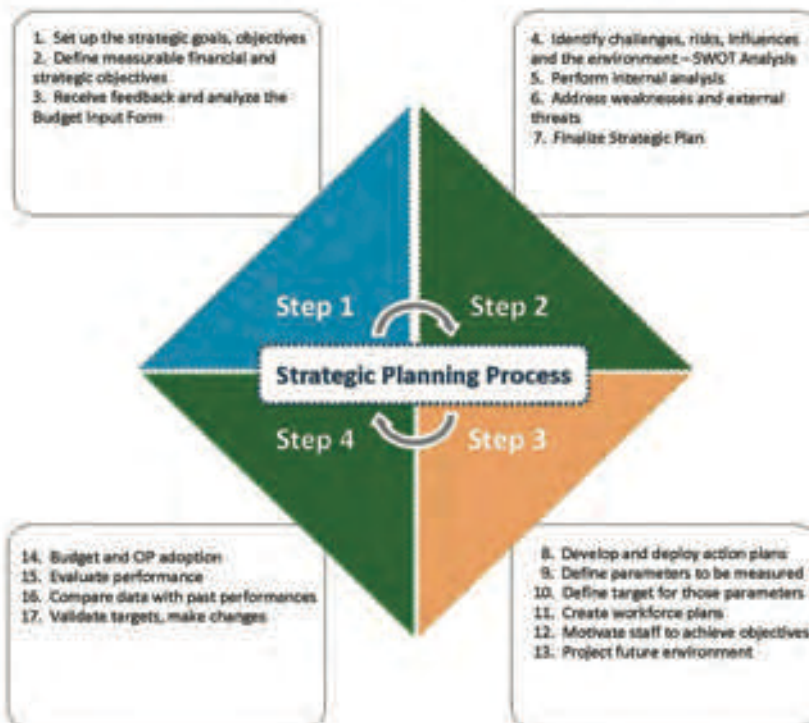 1. Set up the strategic goals, objectives
2. Define measurable financial and
strategic objectives
3. Receive feedback and analyze the
Budget Input Form
4. Identify challenges, risks, influences
and the environment – SWOT Analysis
5. Perform internal analysis
6. Address weaknesses and external
threats
7. Finalize Strategic Plan
Step 1
Step 2
Strategic Planning Process
Step 4
Step 3
14. Budget and OP adoption
15. Evaluate performance
16. Compare data with past performances
17. Validate targets, make changes
8. Develop and deploy action plans
9. Define parameters to be measured
10. Define target for those parameters
11. Create workforce plans
12. Motivate staff to achieve objectives
13. Project future environment